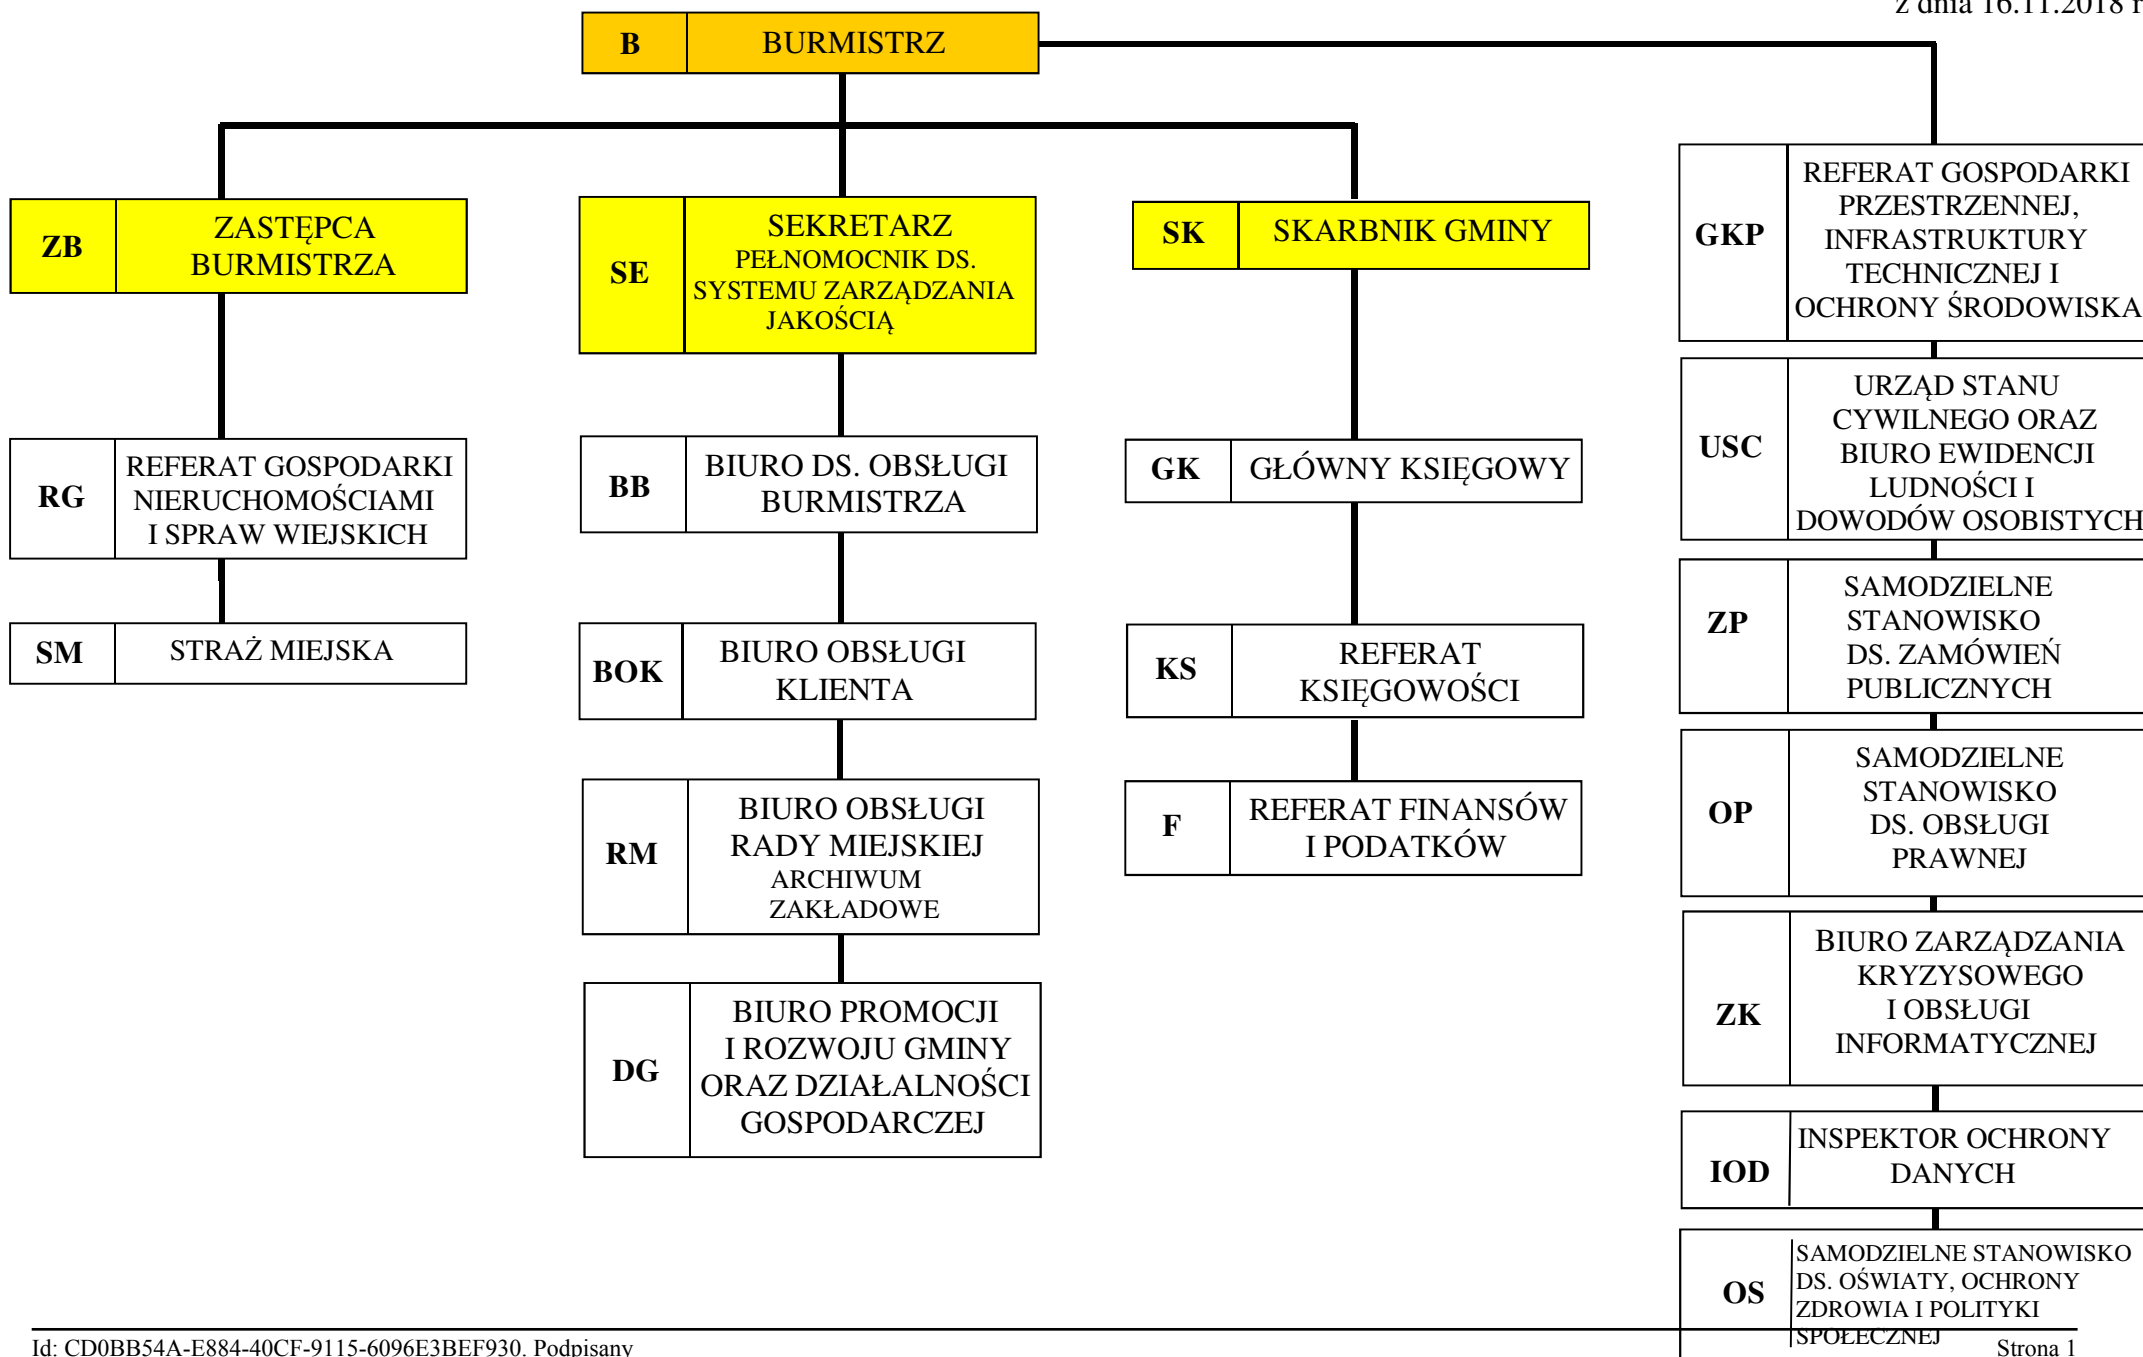 z dnia 16.11.2018 r
B BURMISTRZ
ZB ZASTĘPCA
BURMISTRZA
RG REFERAT GOSPODARKI
NIERUCHOMOŚCIAMI
I SPRAW WIEJSKICH
SM STRAŻ MIEJSKA
SE SEKRETARZ
PEŁNOMOCNIK DS.
SYSTEMU ZARZĄDZANIA
JAKOŚCIĄ
BB BIURO DS. OBSŁUGI
BURMISTRZA
BOK BIURO OBSŁUGI
KLIENTA
RM BIURO OBSŁUGI
RADY MIEJSKIEJ
ARCHIWUM
ZAKŁADOWE
DG BIURO PROMOCJI
I ROZWOJU GMINY
ORAZ DZIAŁALNOŚCI
GOSPODARCZEJ
SK SKARBNIK GMINY
GK GŁÓWNY KSIĘGOWY
KS REFERAT
KSIĘGOWOŚCI
F REFERAT FINANSÓW
I PODATKÓW
GKP REFERAT GOSPODARKI
PRZESTRZENNEJ,
INFRASTRUKTURY
TECHNICZNEJ I
OCHRONY ŚRODOWISKA
USC URZĄD STANU
CYWILNEGO ORAZ
BIURO EWIDENCJI
LUDNOŚCI I
DOWODÓW OSOBISTYCH
ZP SAMODZIELNE
STANOWISKO
DS. ZAMÓWIEŃ
PUBLICZNYCH
OP SAMODZIELNE
STANOWISKO
DS. OBSŁUGI
PRAWNEJ
ZK BIURO ZARZĄDZANIA
KRYZYSOWEGO
I OBSŁUGI
INFORMATYCZNEJ
IOD INSPEKTOR OCHRONY
DANYCH
OS SAMODZIELNE STANOWISKO
DS. OŚWIATY, OCHRONY
ZDROWIA I POLITYKI
SPOŁECZNEJ
Id: CD0BB54A-E884-40CF-9115-6096E3BEF930. Podpisany
Strona 1